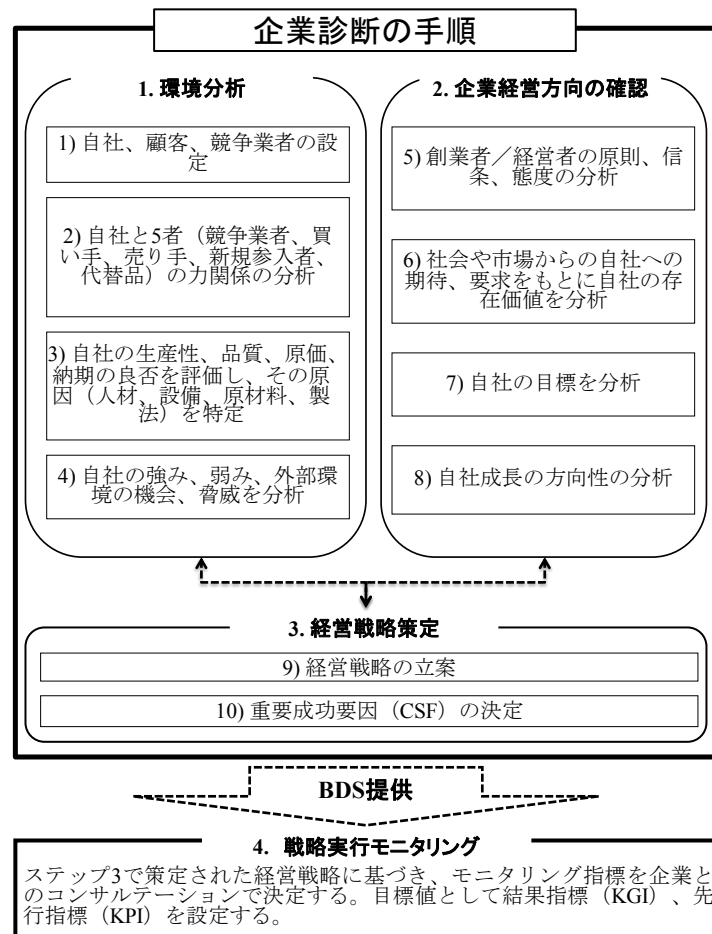 企業診断の手順
1. 環境分析
1) 自社、顧客、競争業者の設
定
2) 自社と5者（競争業者、買
い手、売り手、新規参入者、
代替品）の力関係の分析
3) 自社の生産性、品質、原価、
納期の良否を評価し、その原
因（人材、設備、原材料、製
法）を特定
4) 自社の強み、弱み、外部環
境の機会、脅威を分析
2. 企業経営方向の確認
5) 創業者／経営者の原則、信
条、態度の分析
6) 社会や市場からの自社への
期待、要求をもとに自社の存
在価値を分析
7) 自社の目標を分析
8) 自社成長の方向性の分析
3. 経営戦略策定
9) 経営戦略の立案
10) 重要成功要因（CSF）の決定
BDS提供
4. 戦略実行モニタリング
ステップ3で策定された経営戦略に基づき、モニタリング指標を企業と
のコンサルテーションで決定する。目標値として結果指標（KGI）、先
行指標（KPI）を設定する。